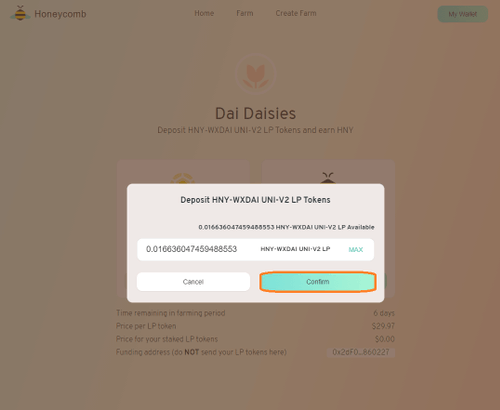 Honeycomb
Home Farm Create Farm
My Wallet
Dai Daisies
Deposit HNY-WXDAI UNI-V2 LP Tokens and earn HNY
Deposit HNY-WXDAI UNI-V2 LP Tokens
0.016636047459488553 HNY-WXDAI UNI-V2 LP Available
0.016636047459488553 HNY-WXDAI UNI-V2 LP MAX
Cancel Confirm
Time remaining in farming period 6 days
Price per LP token $29.97
Price for your staked LP tokens $0.00
Funding address (do NOT send your LP tokens here) 0x2dF0...860227